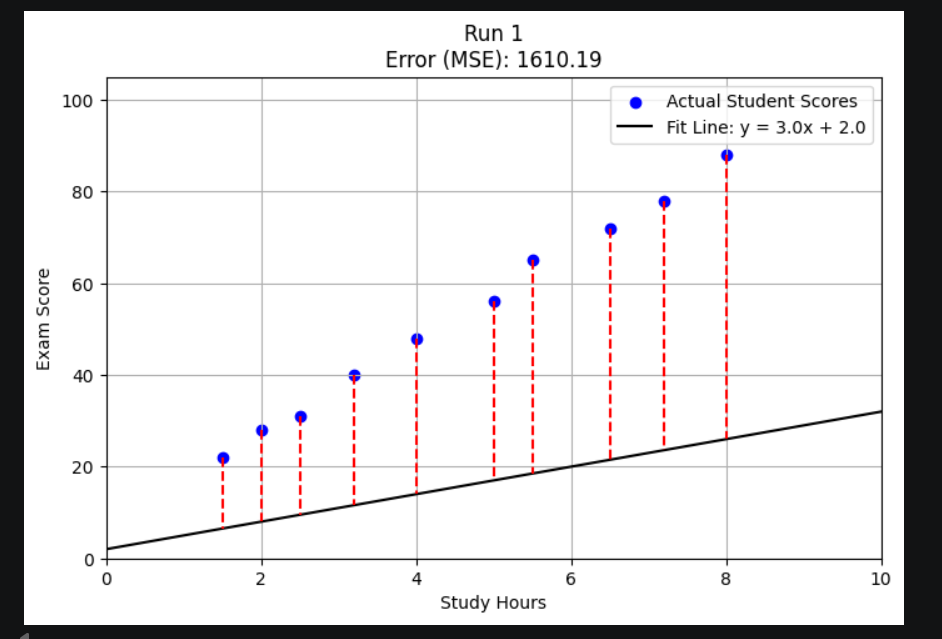 Run 1
Error (MSE): 1610.19
Actual Student Scores
Fit Line: y = 3.0x + 2.0
Exam Score
100
80
60
40
20
0
0 2 4 6 8 10
Study Hours